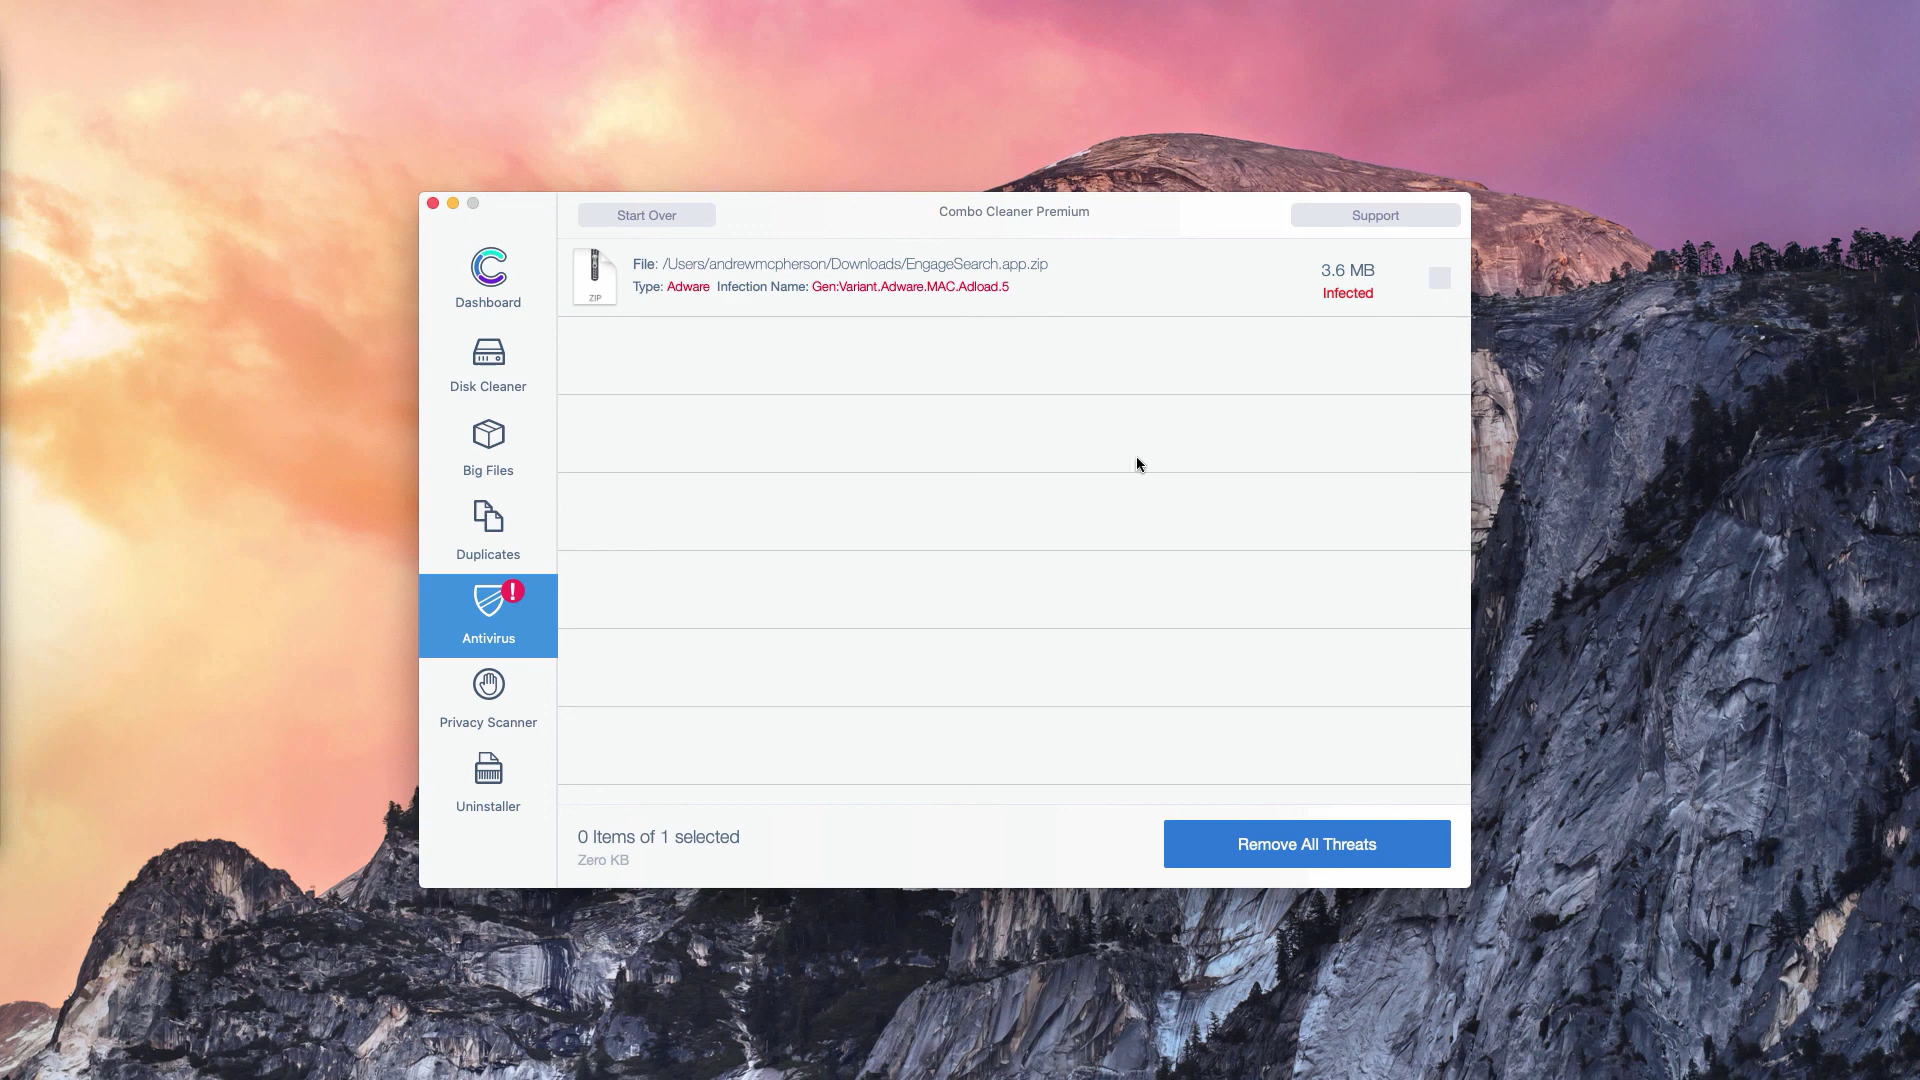 Start Over
Combo Cleaner Premium
Support
Dashboard
Disk Cleaner
Big Files
Duplicates
!
Antivirus
Privacy Scanner
Uninstaller
ZIP
File: /Users/andrewmcpherson/Downloads/EngageSearch.app.zip
Type: Adware Infection Name: Gen:Variant.Adware.MAC.Adload.5
3.6 MB
Infected
0 Items of 1 selected
Zero KB
Remove All Threats